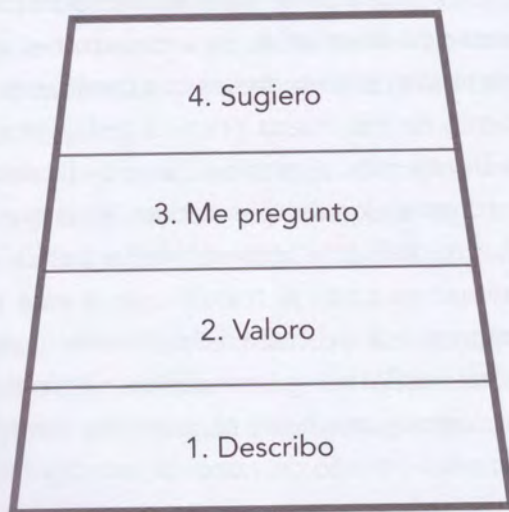 4. Sugiero
3. Me pregunto
2. Valoro
1. Describo